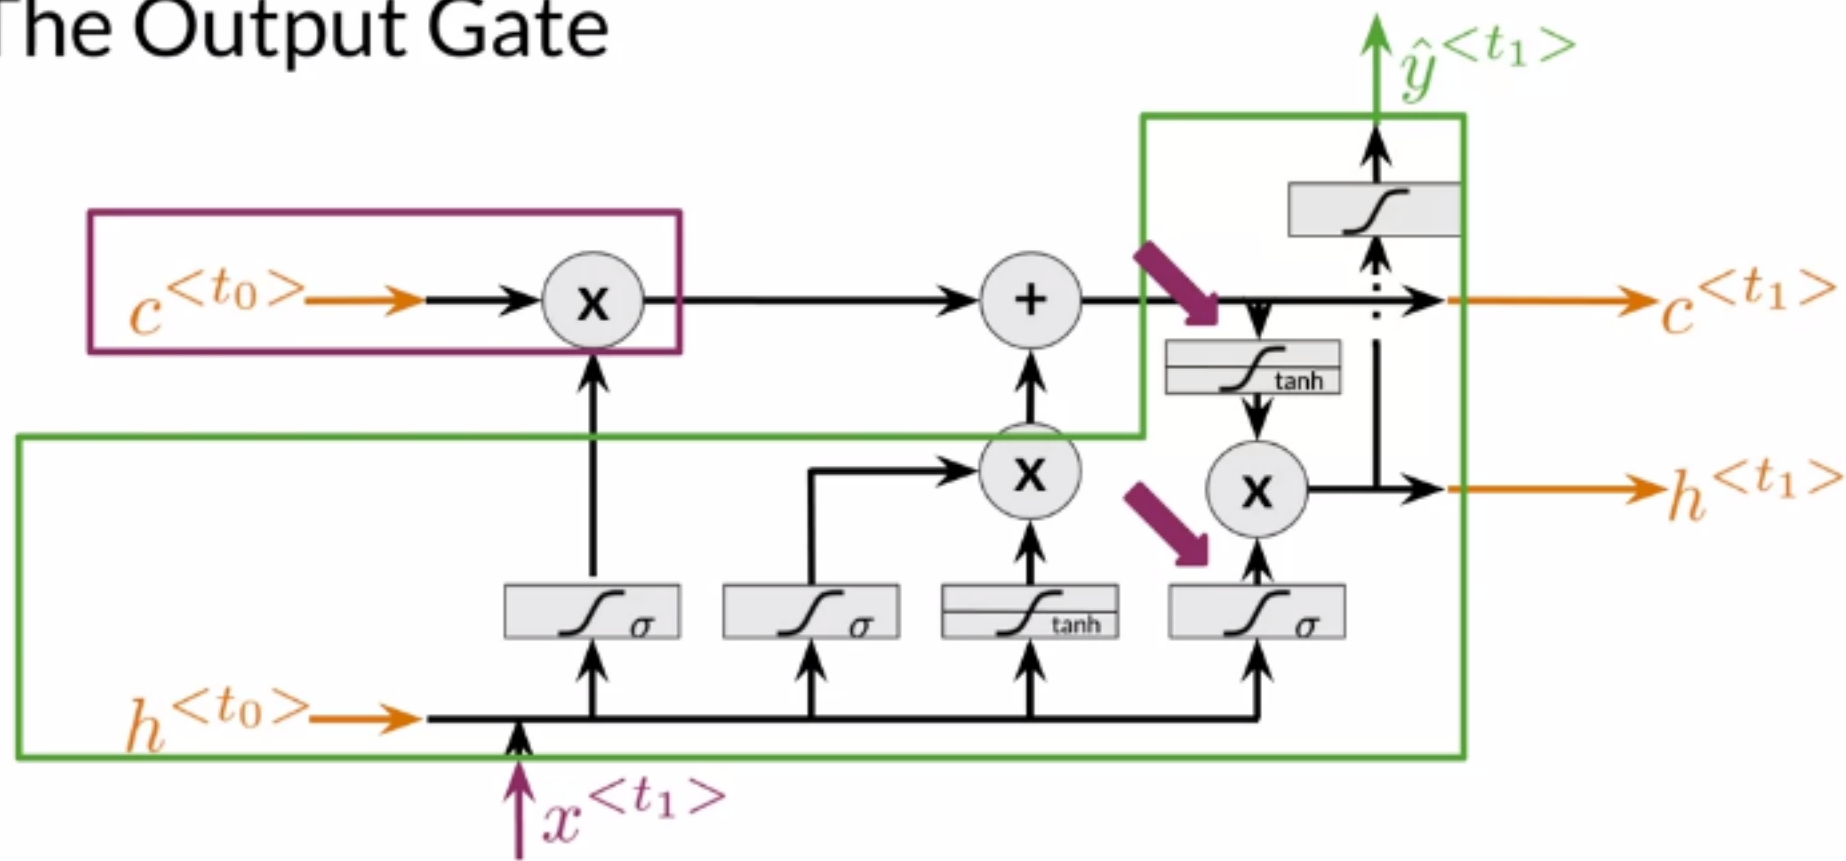 The Output Gate
ŷ^{<t₁>}
c^{<t₀>} x + c^{<t₁>}
tanh
x x h^{<t₁>}
σ σ tanh σ
h^{<t₀>}
x^{<t₁>}